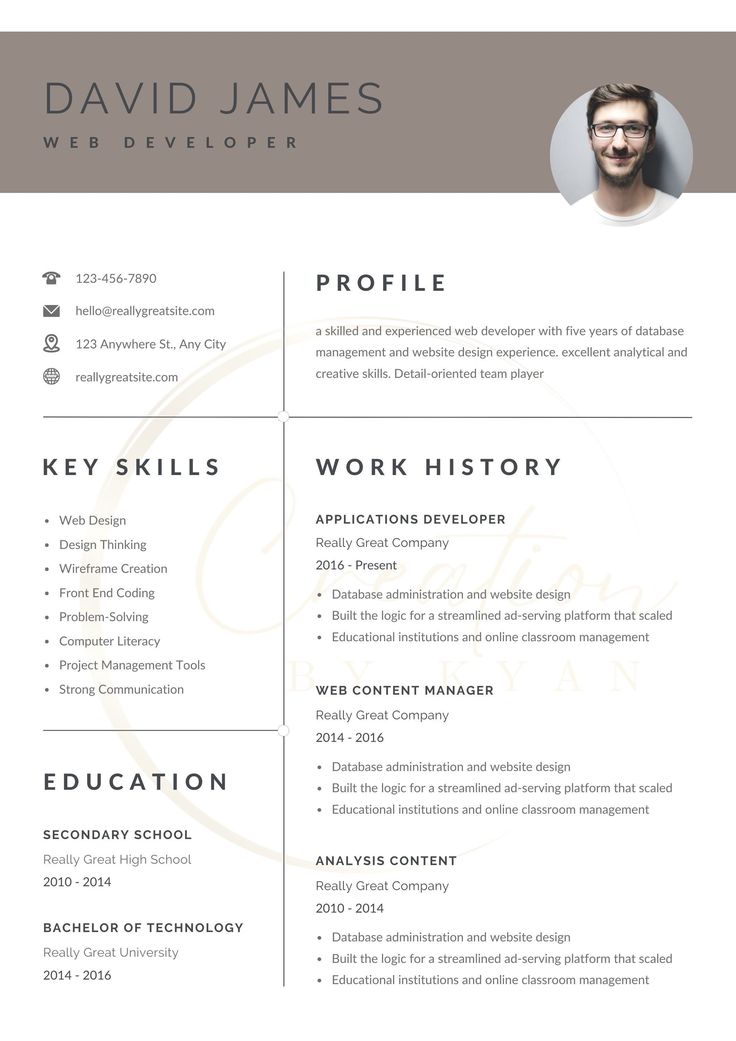 DAVID JAMES
WEB DEVELOPER
123-456-7890
hello@reallygreatsite.com
123 Anywhere St., Any City
reallygreatsite.com
PROFILE
a skilled and experienced web developer with five years of database
management and website design experience. excellent analytical and
creative skills. Detail-oriented team player
KEY SKILLS
• Web Design
• Design Thinking
• Wireframe Creation
• Front End Coding
• Problem-Solving
• Computer Literacy
• Project Management Tools
• Strong Communication
EDUCATION
SECONDARY SCHOOL
Really Great High School
2010 - 2014
BACHELOR OF TECHNOLOGY
Really Great University
2014 - 2016
WORK HISTORY
APPLICATIONS DEVELOPER
Really Great Company
2016 - Present
• Database administration and website design
• Built the logic for a streamlined ad-serving platform that scaled
• Educational institutions and online classroom management
WEB CONTENT MANAGER
Really Great Company
2014 - 2016
• Database administration and website design
• Built the logic for a streamlined ad-serving platform that scaled
• Educational institutions and online classroom management
ANALYSIS CONTENT
Really Great Company
2010 - 2014
• Database administration and website design
• Built the logic for a streamlined ad-serving platform that scaled
• Educational institutions and online classroom management
Creation
BY KYAN